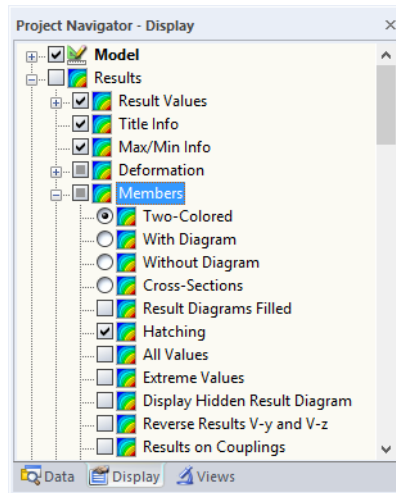 Project Navigator - Display
Model
Results
Result Values
Title Info
Max/Min Info
Deformation
Members
Two-Colored
With Diagram
Without Diagram
Cross-Sections
Result Diagrams Filled
Hatching
All Values
Extreme Values
Display Hidden Result Diagram
Reverse Results V-y and V-z
Results on Couplings
Data Display Views